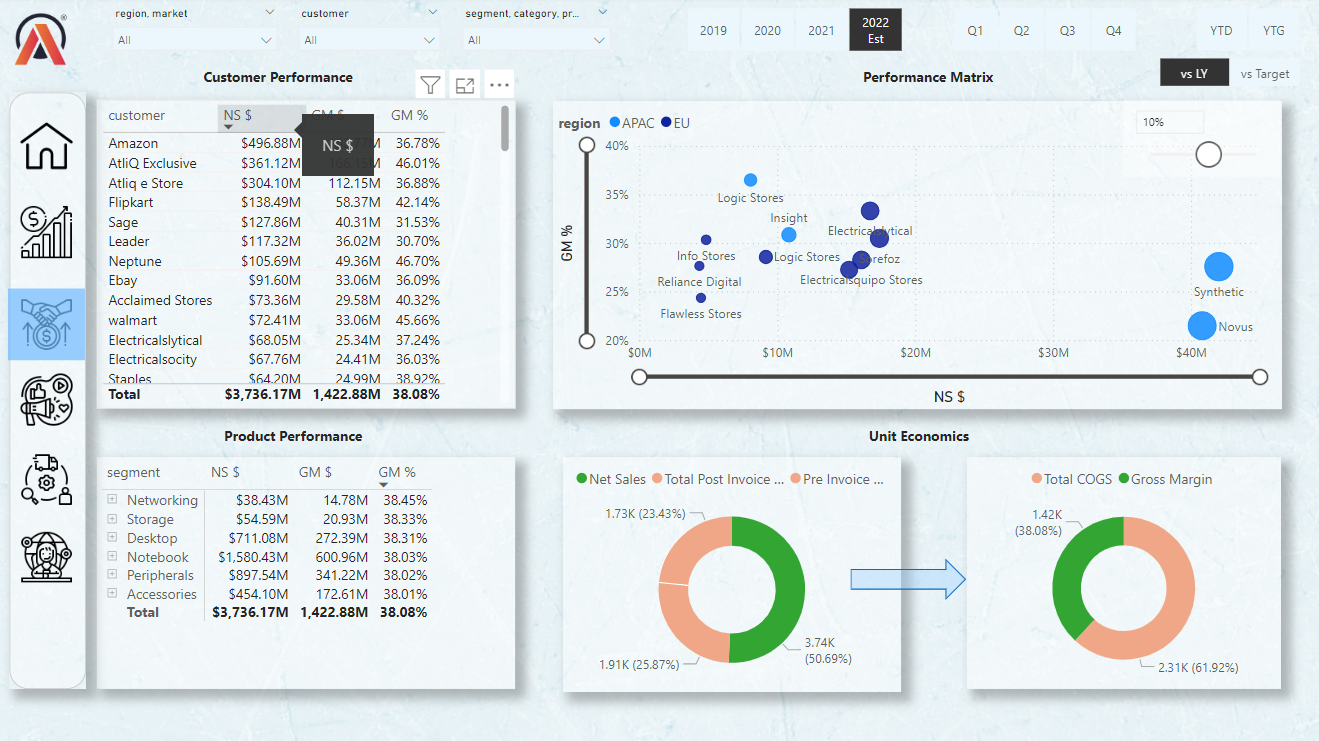 region, market
customer
segment, category, pr...
All
All
All
2019
2020
2021
2022
Est
Q1
Q2
Q3
Q4
YTD
YTG
vs LY
vs Target
Customer Performance
customer NS $ GM %
NS $
Amazon $496.88M 36.78%
AtliQ Exclusive $361.12M 46.01%
Atliq e Store $304.10M 112.15M 36.88%
Flipkart $138.49M 58.37M 42.14%
Sage $127.86M 40.31M 31.53%
Leader $117.32M 36.02M 30.70%
Neptune $105.69M 49.36M 46.70%
Ebay $91.60M 33.06M 36.09%
Acclaimed Stores $73.36M 29.58M 40.32%
walmart $72.41M 33.06M 45.66%
Electricalslytical $68.05M 25.34M 37.24%
Electricalsocity $67.76M 24.41M 36.03%
Staples $64.20M 24.99M 38.92%
Total $3,736.17M 1,422.88M 38.08%
Performance Matrix
region APAC EU
10%
GM %
40%
35%
30%
25%
20%
Logic Stores
Insight
Info Stores
Logic Stores
Reliance Digital
Flawless Stores
Synthetic
Novus
$0M
$10M
$20M
$30M
$40M
NS $
Product Performance
segment NS $ GM $ GM %
Networking $38.43M 14.78M 38.45%
Storage $54.59M 20.93M 38.33%
Desktop $711.08M 272.39M 38.31%
Notebook $1,580.43M 600.96M 38.03%
Peripherals $897.54M 341.22M 38.02%
Accessories $454.10M 172.61M 38.01%
Total $3,736.17M 1,422.88M 38.08%
Unit Economics
Net Sales Total Post Invoice ... Pre Invoice ...
1.73K (23.43%)
3.74K
(50.69%)
1.91K (25.87%)
Total COGS Gross Margin
1.42K
(38.08%)
2.31K (61.92%)